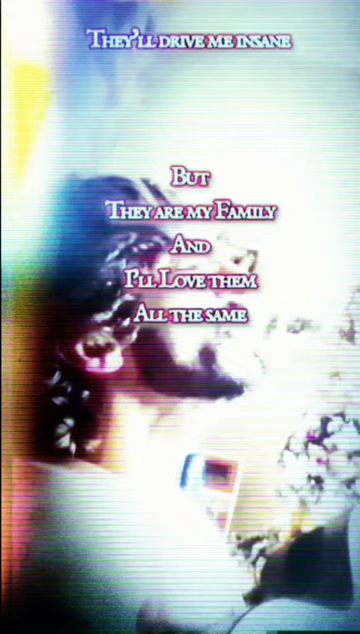 They'll drive me insane
But
They are my Family
And
I'll Love them
All the same